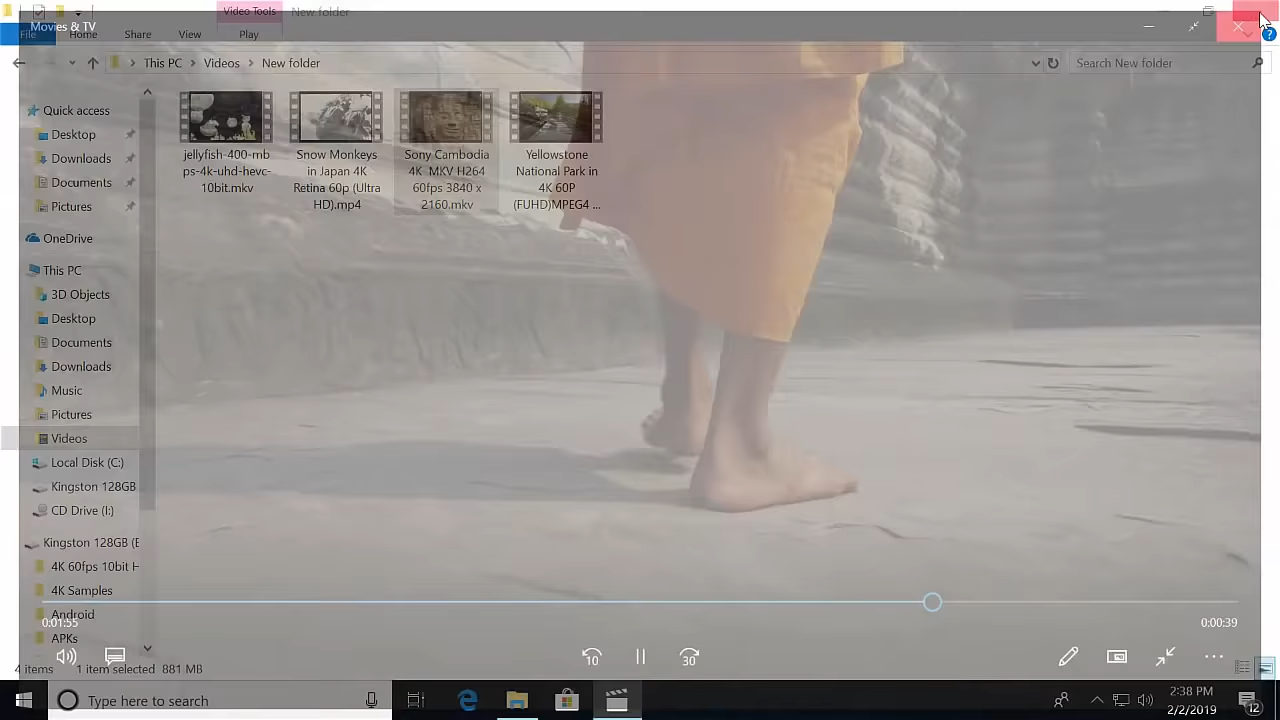 Video Tools
New folder
Movies & TV
File
Home
Share
View
Play
This PC
Videos
New folder
Search New folder
Quick access
Desktop
Downloads
Documents
Pictures
OneDrive
This PC
3D Objects
Desktop
Documents
Downloads
Music
Pictures
Videos
Local Disk (C:)
Kingston 128GB
CD Drive (I:)
Kingston 128GB (E
4K 60fps 10bit H
4K Samples
Android
APKs
jellyfish-400-mb
ps-4k-uhd-hevc-
10bit.mkv
Snow Monkeys
in Japan 4K
Retina 60p (Ultra
HD).mp4
Sony Cambodia
4K MKV H264
60fps 3840 x
2160.mkv
Yellowstone
National Park in
4K 60P
(FUHD)MPEG4 ...
0:01:55
0:00:39
10
30
4 items
1 item selected
881 MB
Type here to search
2:38 PM
2/2/2019
12